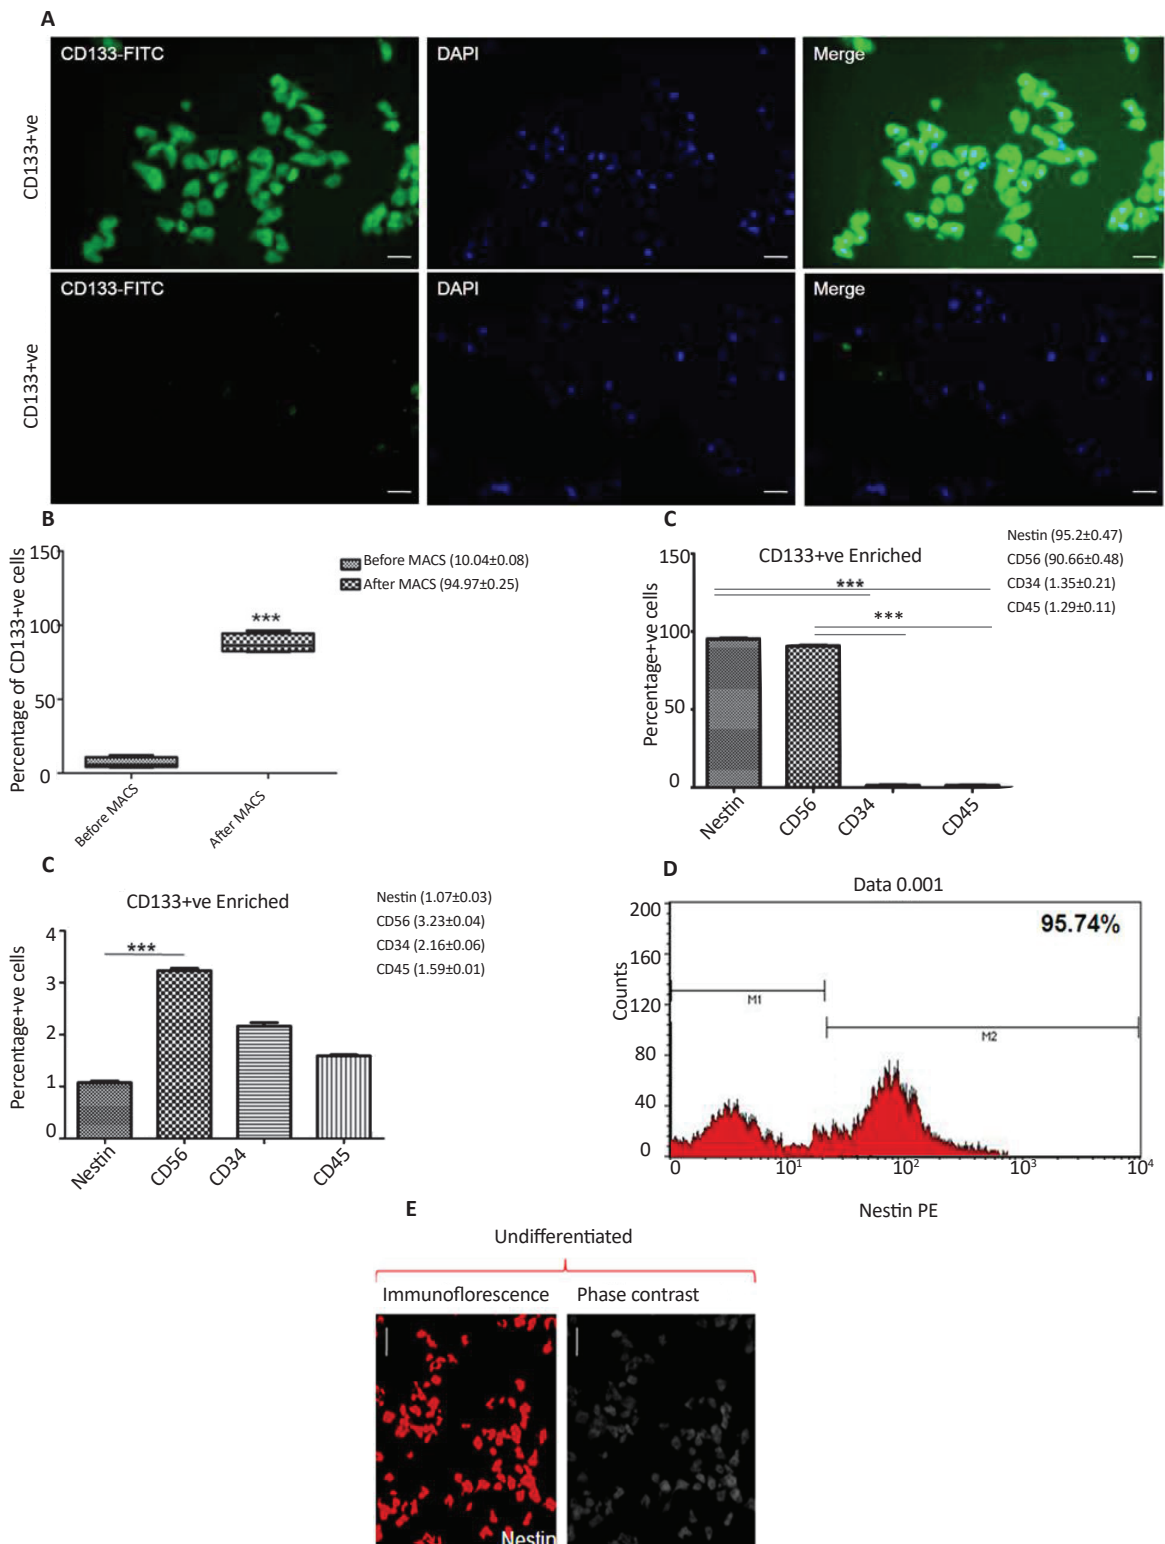 A
CD133-FITC
DAPI
Merge
CD133+ve
CD133-FITC
DAPI
Merge
CD133+ve
B
150
100
50
0
Percentage of CD133+ve cells
***
Before MACS
After MACS
Before MACS (10.04±0.08)
After MACS (94.97±0.25)
C
CD133+ve Enriched
150
100
50
0
Percentage+ve cells
***
***
Nestin
CD56
CD34
CD45
Nestin (95.2±0.47)
CD56 (90.66±0.48)
CD34 (1.35±0.21)
CD45 (1.29±0.11)
C
CD133+ve Enriched
4
3
2
1
0
Percentage+ve cells
***
Nestin
CD56
CD34
CD45
Nestin (1.07±0.03)
CD56 (3.23±0.04)
CD34 (2.16±0.06)
CD45 (1.59±0.01)
D
Data 0.001
95.74%
200
160
120
80
40
0
Counts
M1
M2
0
10¹
10²
10³
10⁴
Nestin PE
E
Undifferentiated
Immunoflorescence
Phase contrast
Nestin